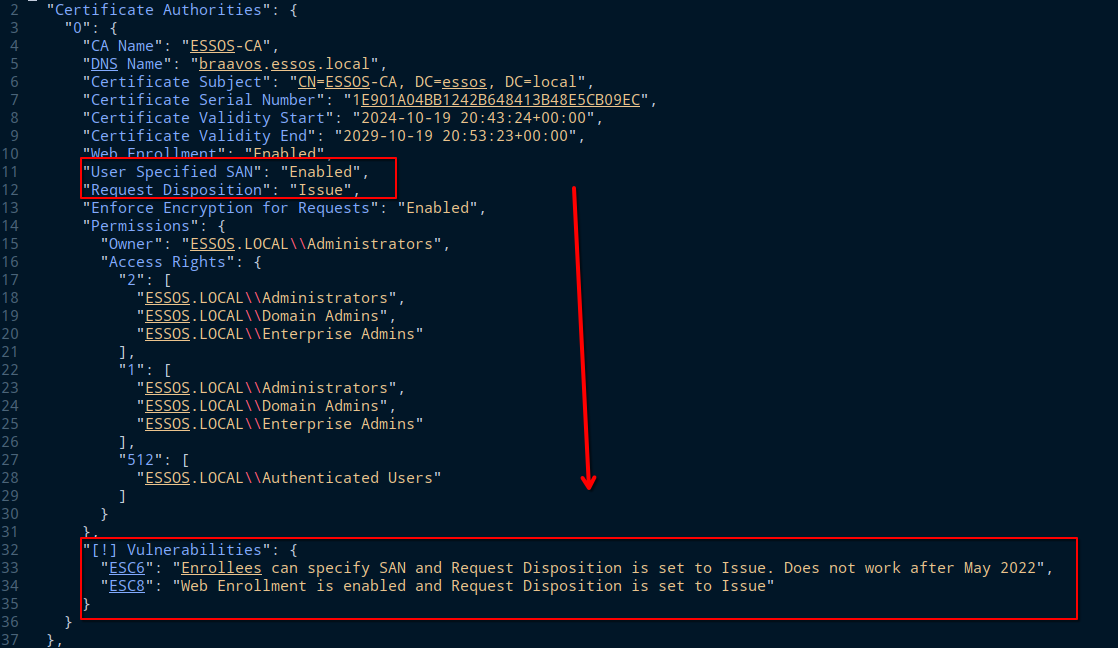 2 "Certificate Authorities": {
3 "0": {
4 "CA Name": "ESSOS-CA",
5 "DNS Name": "braavos.essos.local",
6 "Certificate Subject": "CN=ESSOS-CA, DC=essos, DC=local",
7 "Certificate Serial Number": "1E901A04BB1242B648413B48E5CB09EC",
8 "Certificate Validity Start": "2024-10-19 20:43:24+00:00",
9 "Certificate Validity End": "2029-10-19 20:53:23+00:00",
10 "Web Enrollment": "Enabled",
11 "User Specified SAN": "Enabled",
12 "Request Disposition": "Issue",
13 "Enforce Encryption for Requests": "Enabled",
14 "Permissions": {
15 "Owner": "ESSOS.LOCAL\\Administrators",
16 "Access Rights": {
17 "2": [
18 "ESSOS.LOCAL\\Administrators",
19 "ESSOS.LOCAL\\Domain Admins",
20 "ESSOS.LOCAL\\Enterprise Admins"
21 ],
22 "1": [
23 "ESSOS.LOCAL\\Administrators",
24 "ESSOS.LOCAL\\Domain Admins",
25 "ESSOS.LOCAL\\Enterprise Admins"
26 ],
27 "512": [
28 "ESSOS.LOCAL\\Authenticated Users"
29 ]
30 }
31 },
32 "[!] Vulnerabilities": {
33 "ESC6": "Enrollees can specify SAN and Request Disposition is set to Issue. Does not work after May 2022",
34 "ESC8": "Web Enrollment is enabled and Request Disposition is set to Issue"
35 }
36 }
37 },